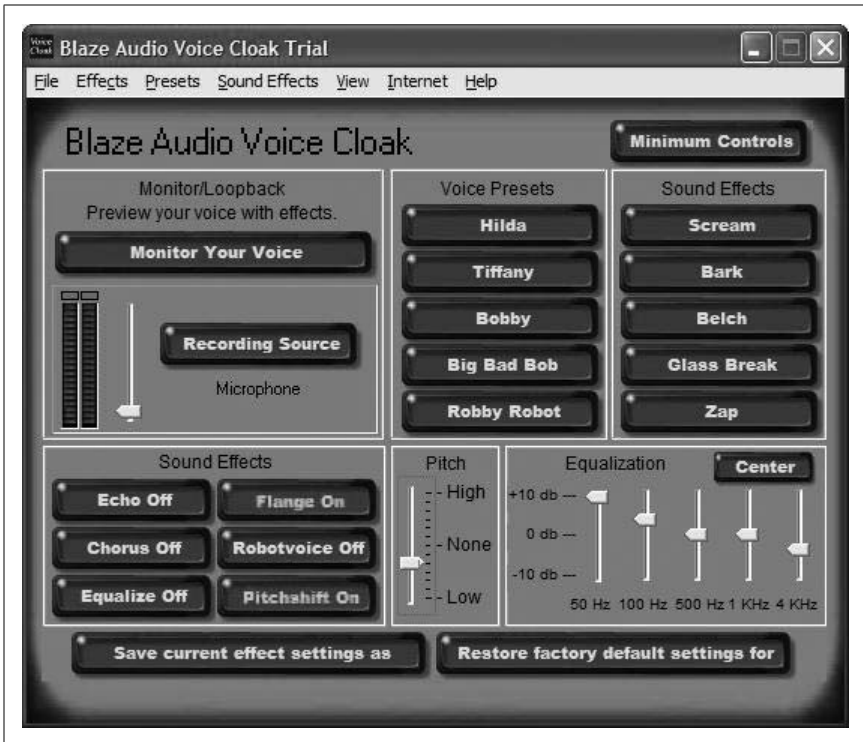 Voice Cloak
Blaze Audio Voice Cloak Trial
File Effects Presets Sound Effects View Internet Help
Blaze Audio Voice Cloak
Minimum Controls
Monitor/Loopback
Preview your voice with effects.
Monitor Your Voice
Recording Source
Microphone
Voice Presets
Hilda
Tiffany
Bobby
Big Bad Bob
Robby Robot
Sound Effects
Scream
Bark
Belch
Glass Break
Zap
Sound Effects
Echo Off
Flange On
Chorus Off
Robotvoice Off
Equalize Off
Pitchshift On
Pitch
High
None
Low
Equalization
Center
+10 db
0 db
-10 db
50 Hz 100 Hz 500 Hz 1 KHz 4 KHz
Save current effect settings as
Restore factory default settings for